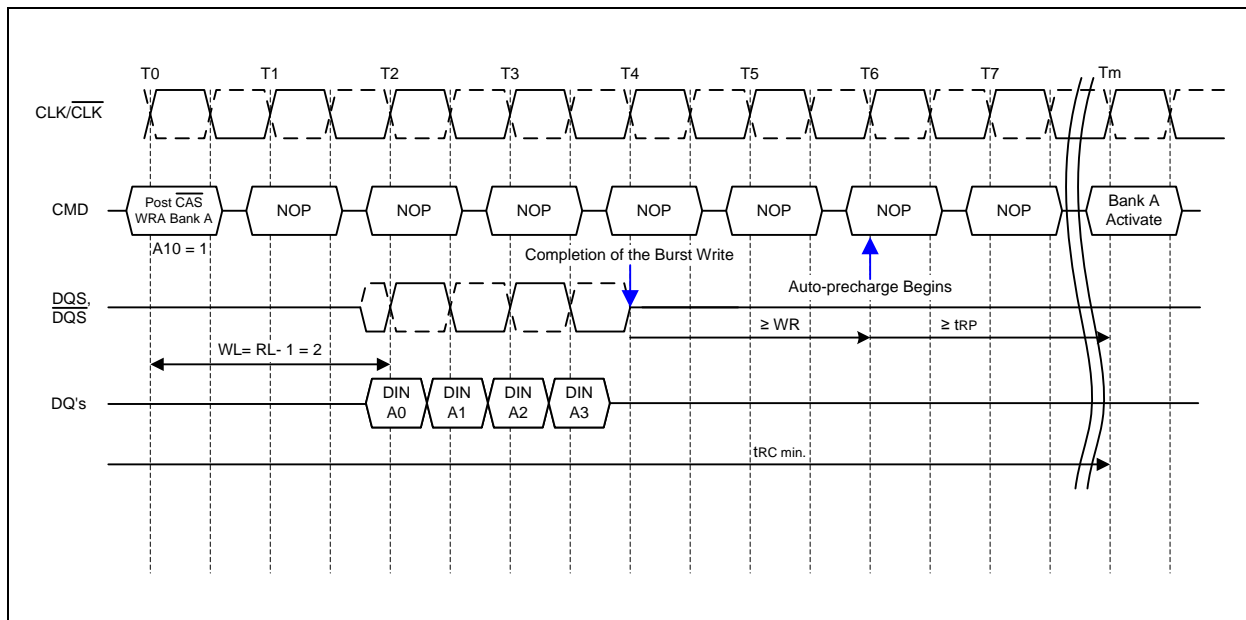 T0 T1 T2 T3 T4 T5 T6 T7 Tm
CLK/CLK
CMD
Post CAS
WRA Bank A
NOP NOP NOP NOP NOP NOP NOP
Bank A
Activate
A10 = 1
Completion of the Burst Write
Auto-precharge Begins
DQS,
DQS
≥ WR
≥ tRP
WL= RL- 1 = 2
DQ's
DIN
A0
DIN
A1
DIN
A2
DIN
A3
tRC min.